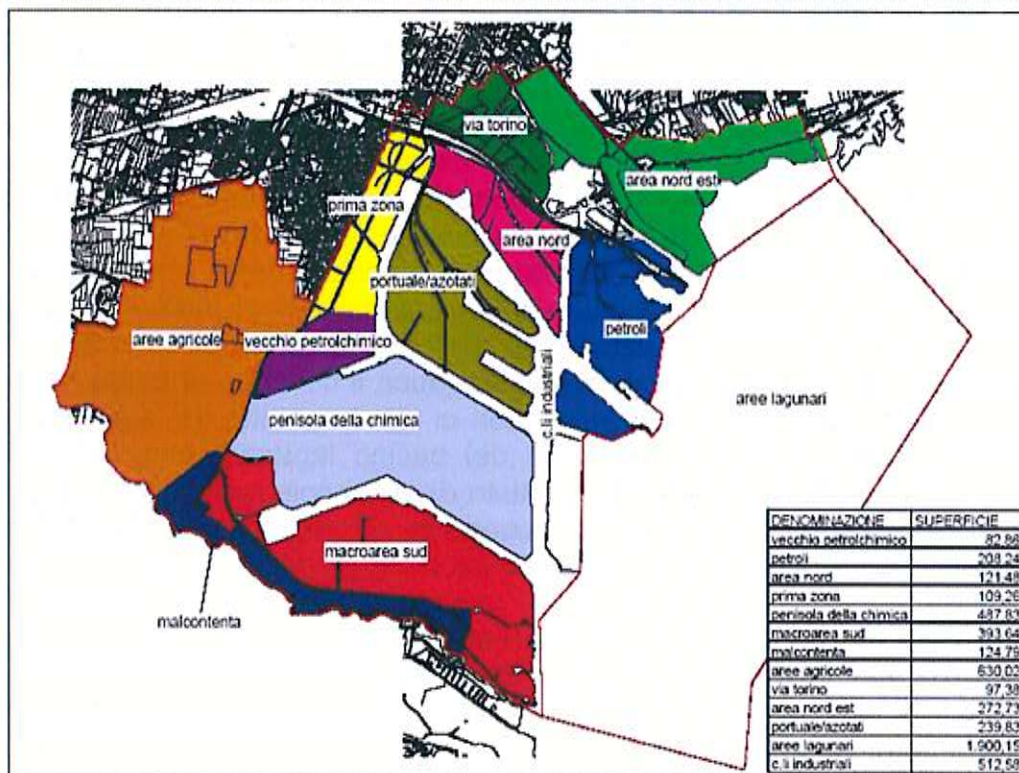 via torino
area nord est
prima zona
area nord
portuale/azotati
petroli
aree agricole
vecchio petrolchimico
c.li industriali
aree lagunari
penisola della chimica
macroarea sud
malcontenta
DENOMINAZIONE SUPERFICIE
vecchio petrolchimico 82,86
petroli 208,24
area nord 121,48
prima zona 109,26
penisola della chimica 487,83
macroarea sud 393,64
malcontenta 124,79
aree agricole 630,02
via torino 97,38
area nord est 272,73
portuale/azotati 239,83
aree lagunari 1.900,19
c.li industriali 512,58